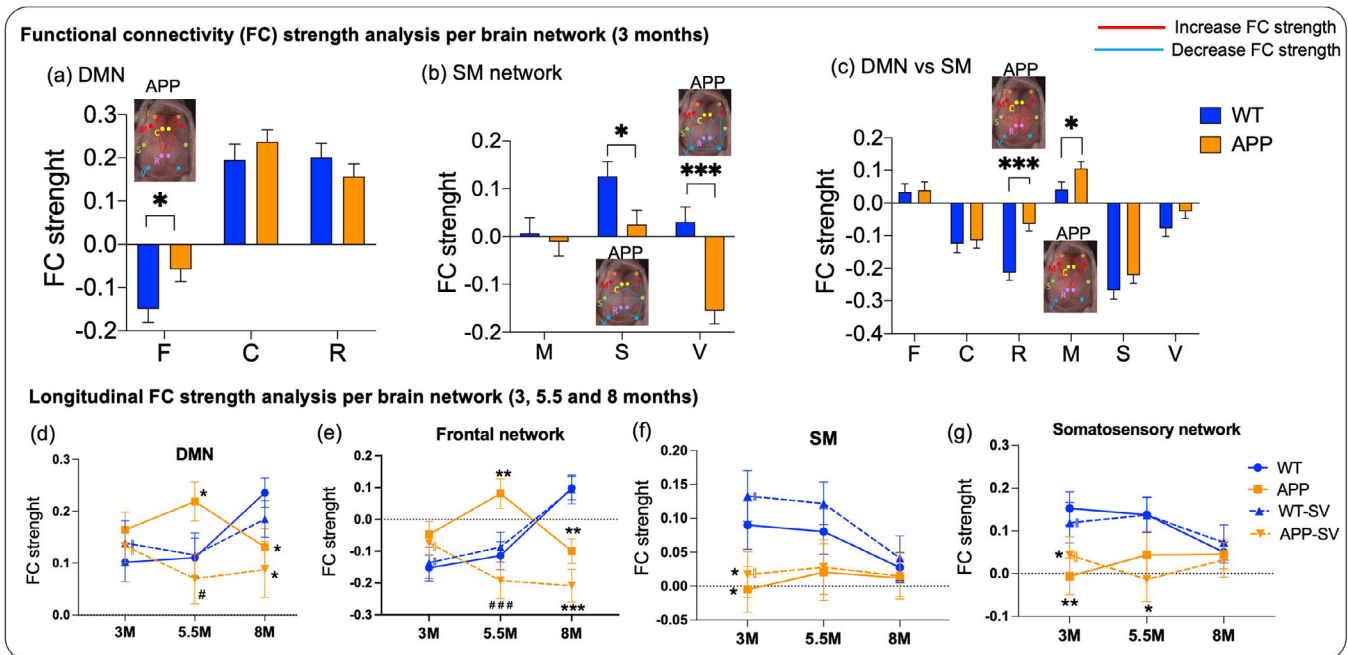 Functional connectivity (FC) strength analysis per brain network (3 months)
Increase FC strength
Decrease FC strength
(a) DMN
(b) SM network
(c) DMN vs SM
WT
APP
APP
F
M
C
S
R
V
*
FC strenght
0.3
0.2
0.1
0.0
-0.1
-0.2
F C R
APP
*
***
APP
FC strenght
0.2
0.1
0.0
-0.1
-0.2
M S V
APP
*
***
APP
FC strenght
0.2
0.1
0.0
-0.1
-0.2
-0.3
-0.4
F C R M S V
Longitudinal FC strength analysis per brain network (3, 5.5 and 8 months)
(d)
DMN
FC strenght
0.3
0.2
0.1
0.0
*
*
*
#
3M 5.5M 8M
(e)
Frontal network
FC strenght
0.2
0.1
0.0
-0.1
-0.2
-0.3
**
**
###
***
3M 5.5M 8M
(f)
SM
FC strenght
0.20
0.15
0.10
0.05
0.00
-0.05
*
*
3M 5.5M 8M
(g)
Somatosensory network
FC strenght
0.3
0.2
0.1
0.0
-0.1
*
**
*
3M 5.5M 8M
WT
APP
WT-SV
APP-SV